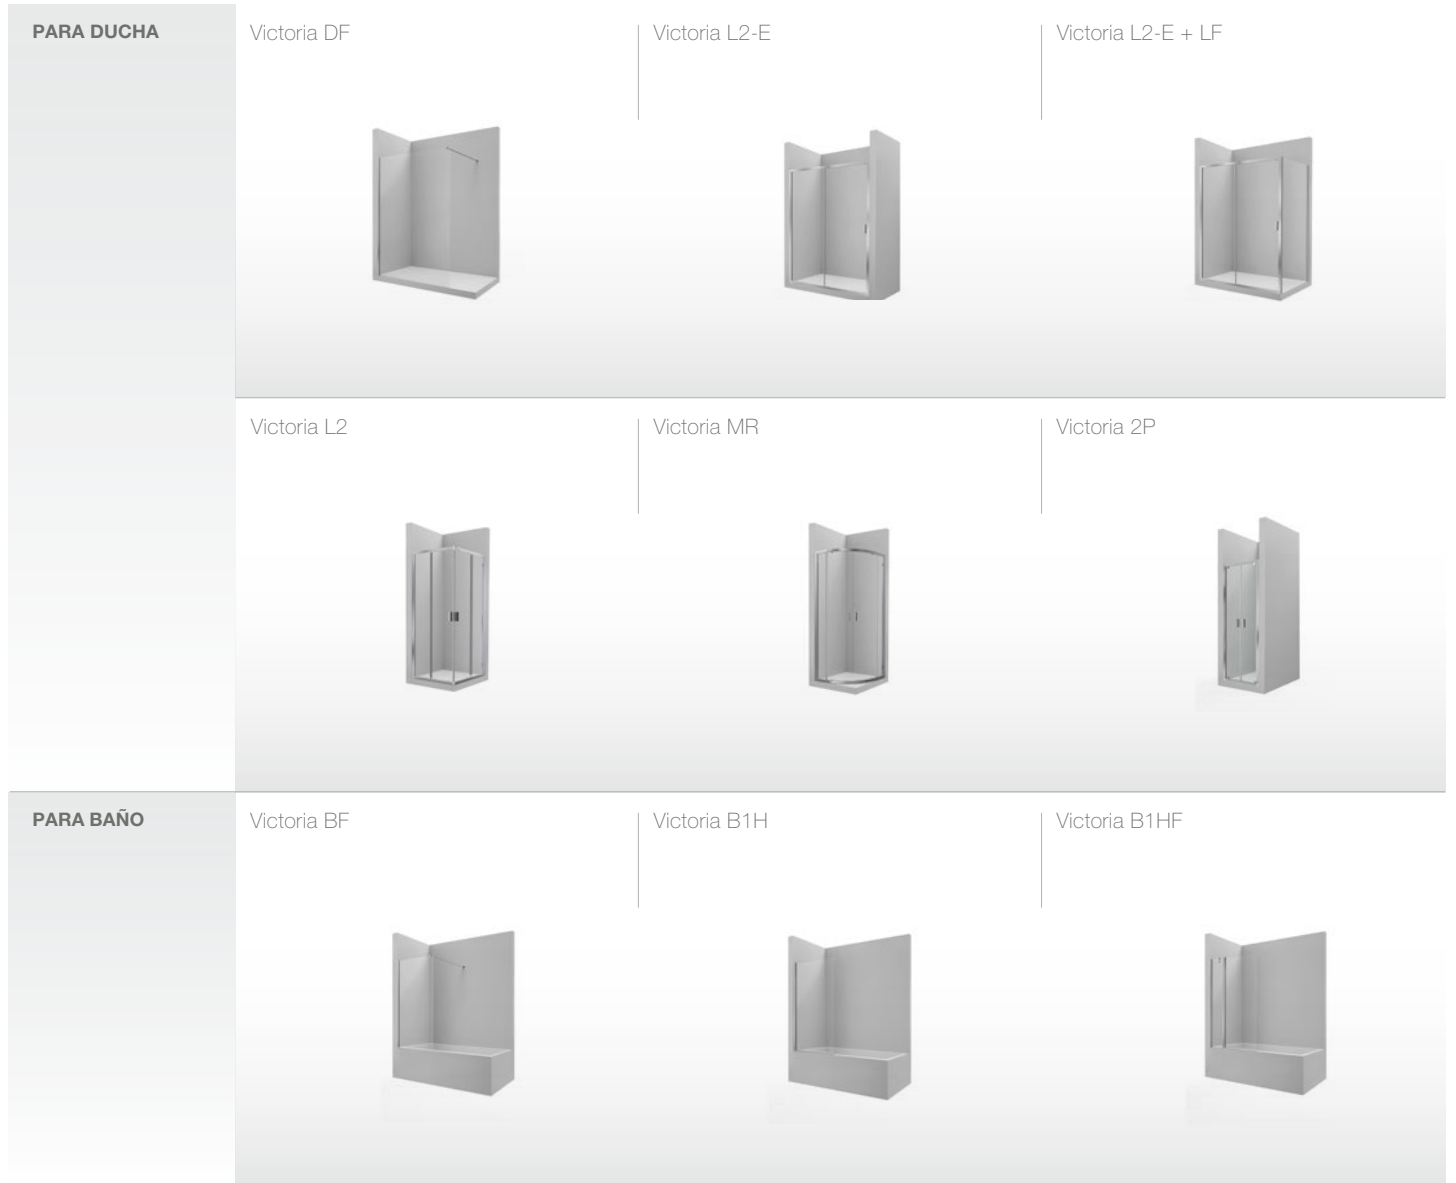 PARA DUCHA
Victoria DF
Victoria L2-E
Victoria L2-E + LF
Victoria L2
Victoria MR
Victoria 2P
PARA BAÑO
Victoria BF
Victoria B1H
Victoria B1HF